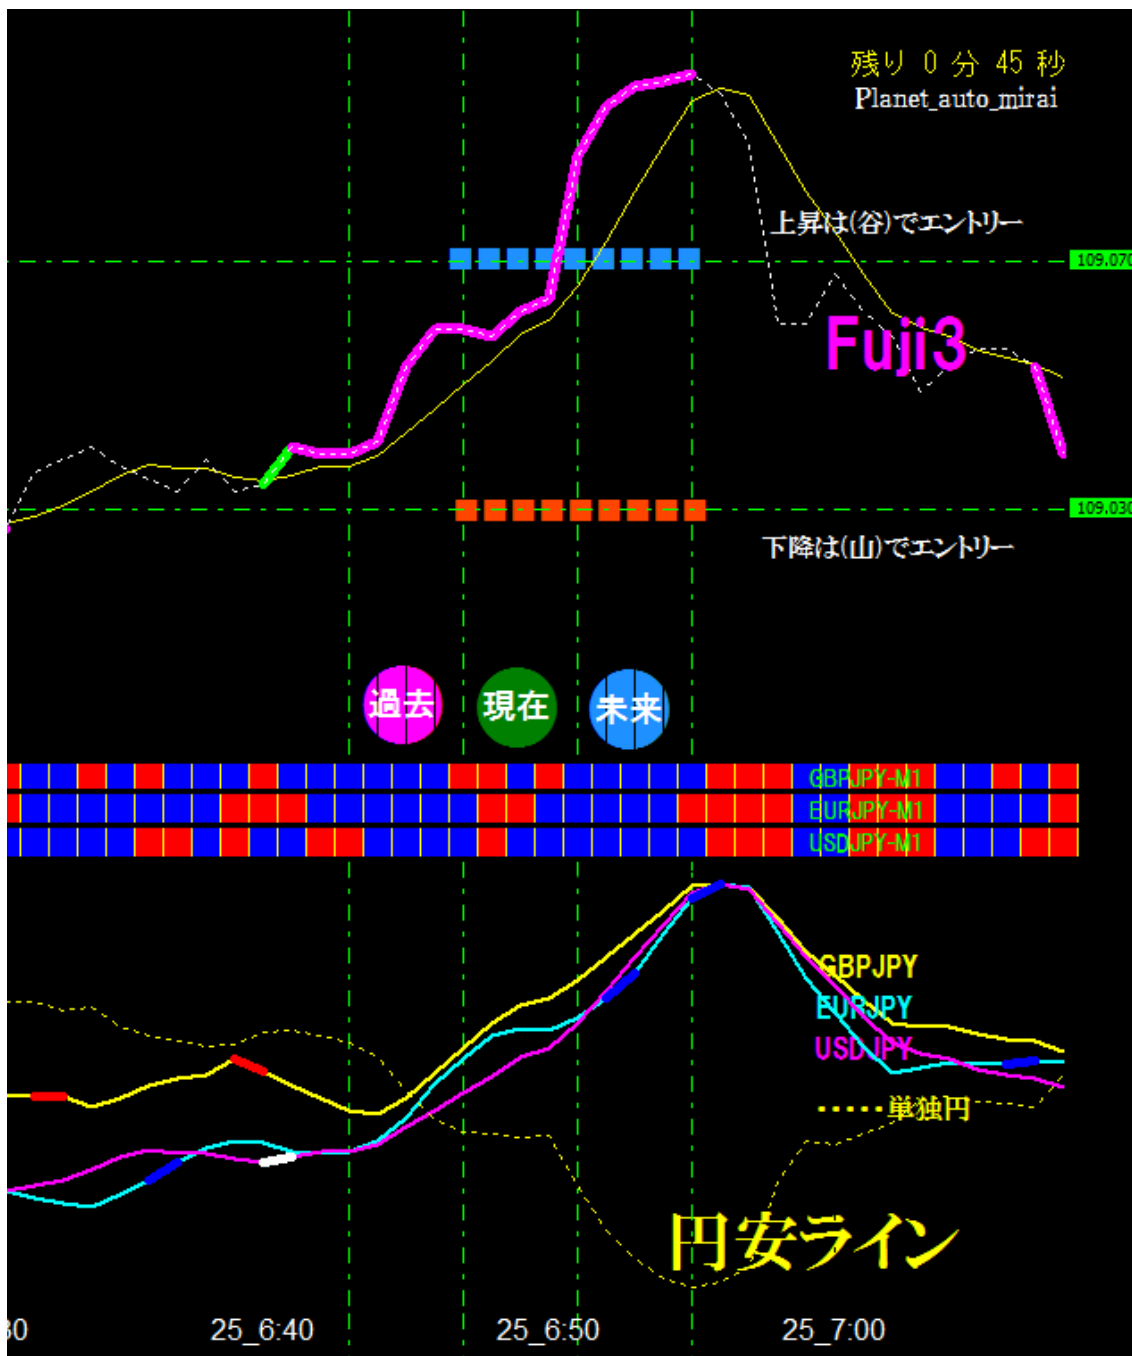 残り 0 分 45 秒
Planet_auto_mirai
上昇は(谷)でエントリー
109.070
Fuji3
109.030
下降は(山)でエントリー
過去 現在 未来
GBPJPY-M1
EURJPY-M1
USDJPY-M1
GBPJPY
EURJPY
USDJPY
・・・・・単独円
円安ライン
30 25_6:40 25_6:50 25_7:00